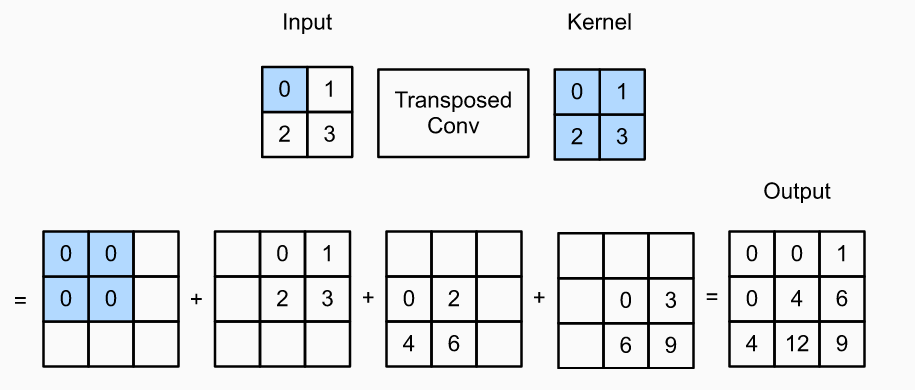 Input Kernel
0 1 Transposed Conv 0 1
2 3 2 3
Output
0 0 0 1 0 0 1
= 0 0 + 2 3 + 0 2 + 0 3 = 0 4 6
4 6 6 9 4 12 9